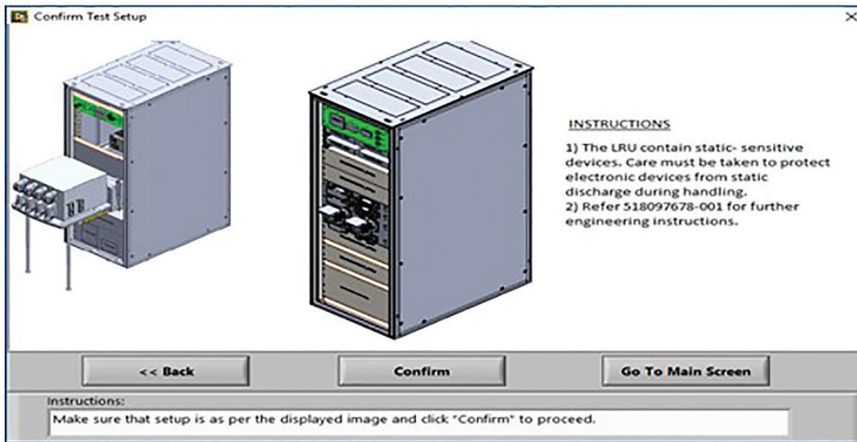 Confirm Test Setup
INSTRUCTIONS
1) The LRU contain static- sensitive
devices. Care must be taken to protect
electronic devices from static
discharge during handling.
2) Refer 518097678-001 for further
engineering instructions.
<< Back
Confirm
Go To Main Screen
Instructions:
Make sure that setup is as per the displayed image and click "Confirm" to proceed.